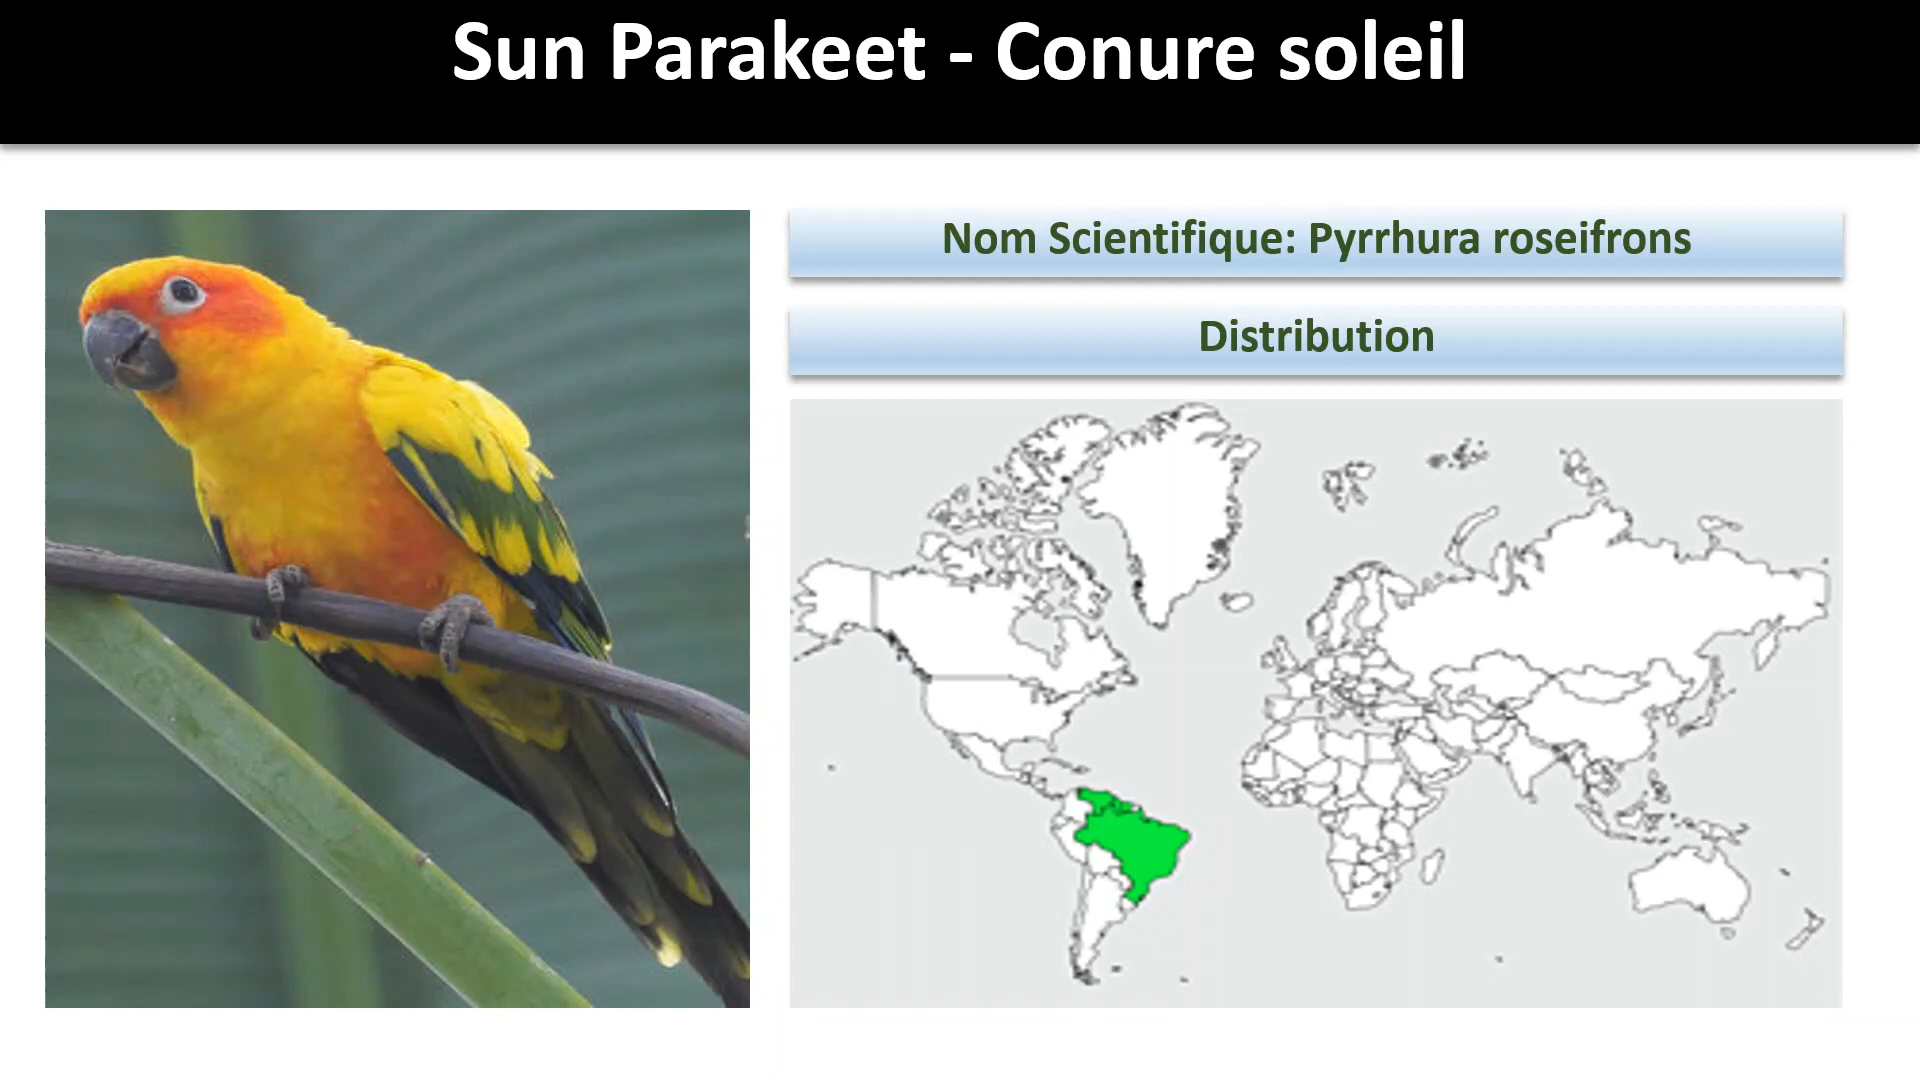 Sun Parakeet - Conure soleil
Nom Scientifique: Pyrrhura roseifrons
Distribution